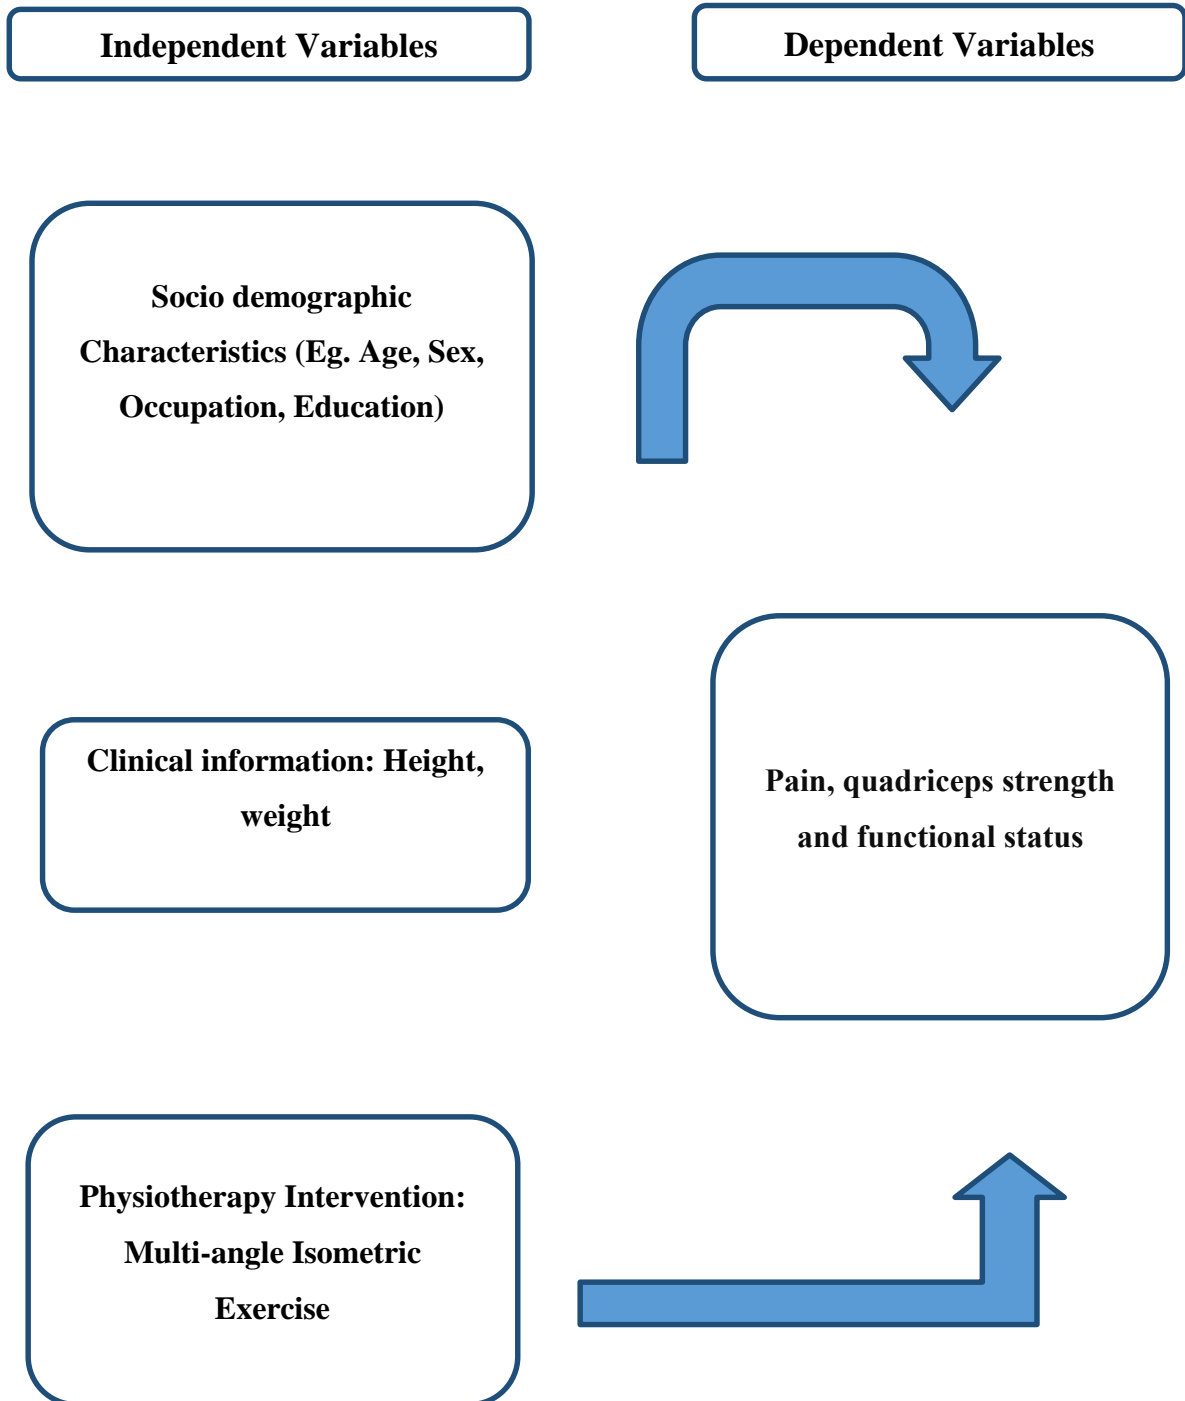 Independent Variables
Dependent Variables
Socio demographic
Characteristics (Eg. Age, Sex,
Occupation, Education)
Clinical information: Height,
weight
Pain, quadriceps strength
and functional status
Physiotherapy Intervention:
Multi-angle Isometric
Exercise